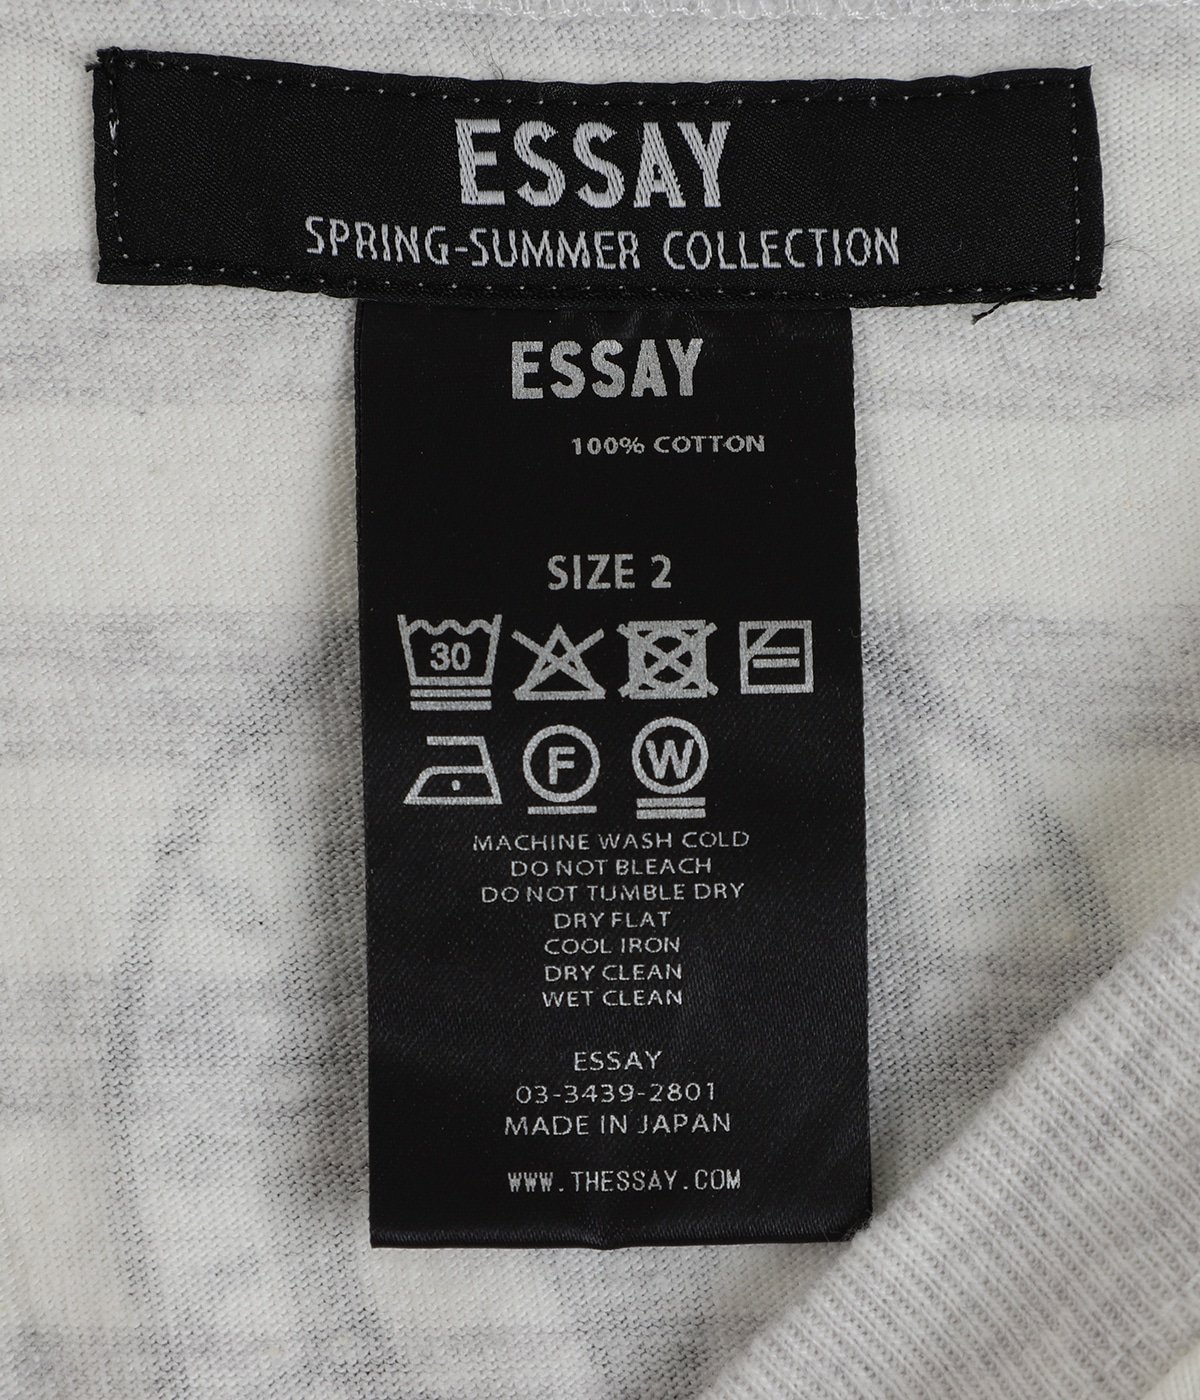 ESSAY
SPRING-SUMMER COLLECTION
ESSAY
100% COTTON
SIZE 2
30
F W
MACHINE WASH COLD
DO NOT BLEACH
DO NOT TUMBLE DRY
DRY FLAT
COOL IRON
DRY CLEAN
WET CLEAN
ESSAY
03-3439-2801
MADE IN JAPAN
WWW.THESSAY.COM